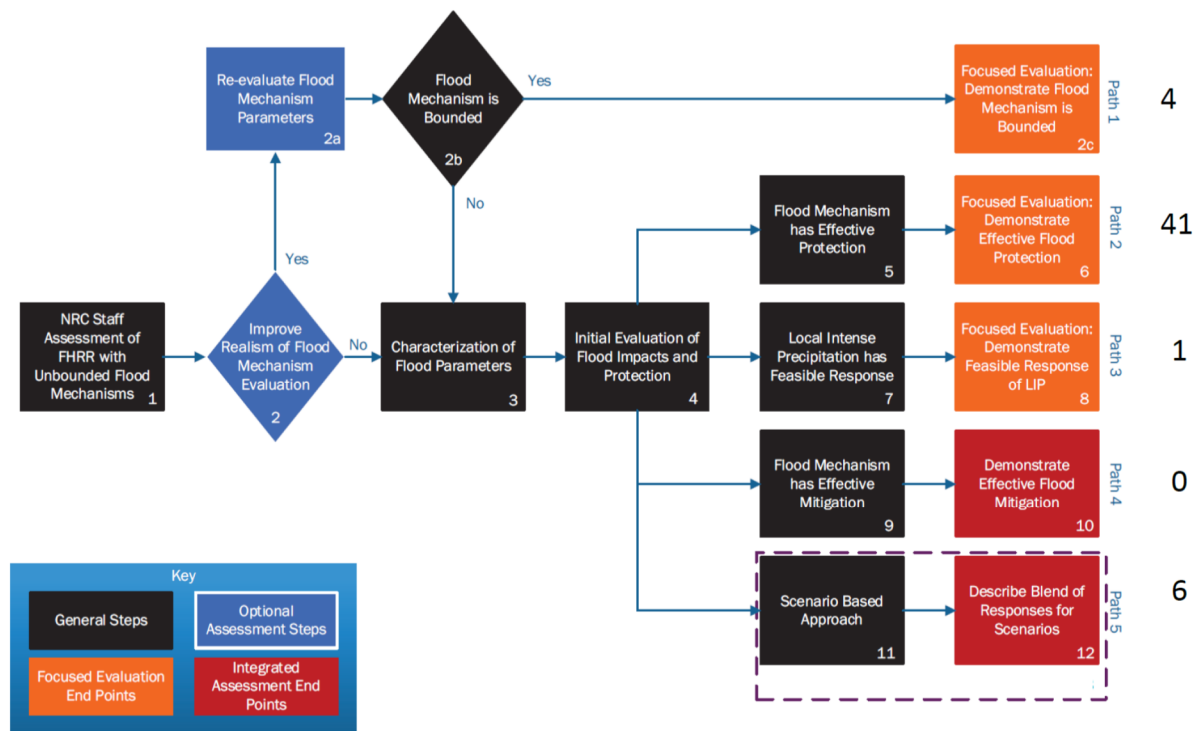 Re-evaluate Flood
Mechanism
Parameters
2a
Flood
Mechanism is
Bounded
2b
Yes
Focused Evaluation:
Demonstrate Flood
Mechanism is
Bounded
2c
Path 1
4
No
Yes
Flood Mechanism
has Effective
Protection
5
Focused Evaluation:
Demonstrate
Effective Flood
Protection
6
Path 2
41
NRC Staff
Assessment of
FHRR with
Unbounded Flood
Mechanisms
1
Improve
Realism of Flood
Mechanism
Evaluation
2
No
Characterization of
Flood Parameters
3
Initial Evaluation of
Flood Impacts and
Protection
4
Local Intense
Precipitation has
Feasible Response
7
Focused Evaluation:
Demonstrate
Feasible Response
of LIP
8
Path 3
1
Flood Mechanism
has Effective
Mitigation
9
Demonstrate
Effective Flood
Mitigation
10
Path 4
0
Scenario Based
Approach
11
Describe Blend of
Responses for
Scenarios
12
Path 5
6
Key
General Steps
Optional
Assessment Steps
Focused Evaluation
End Points
Integrated
Assessment End
Points